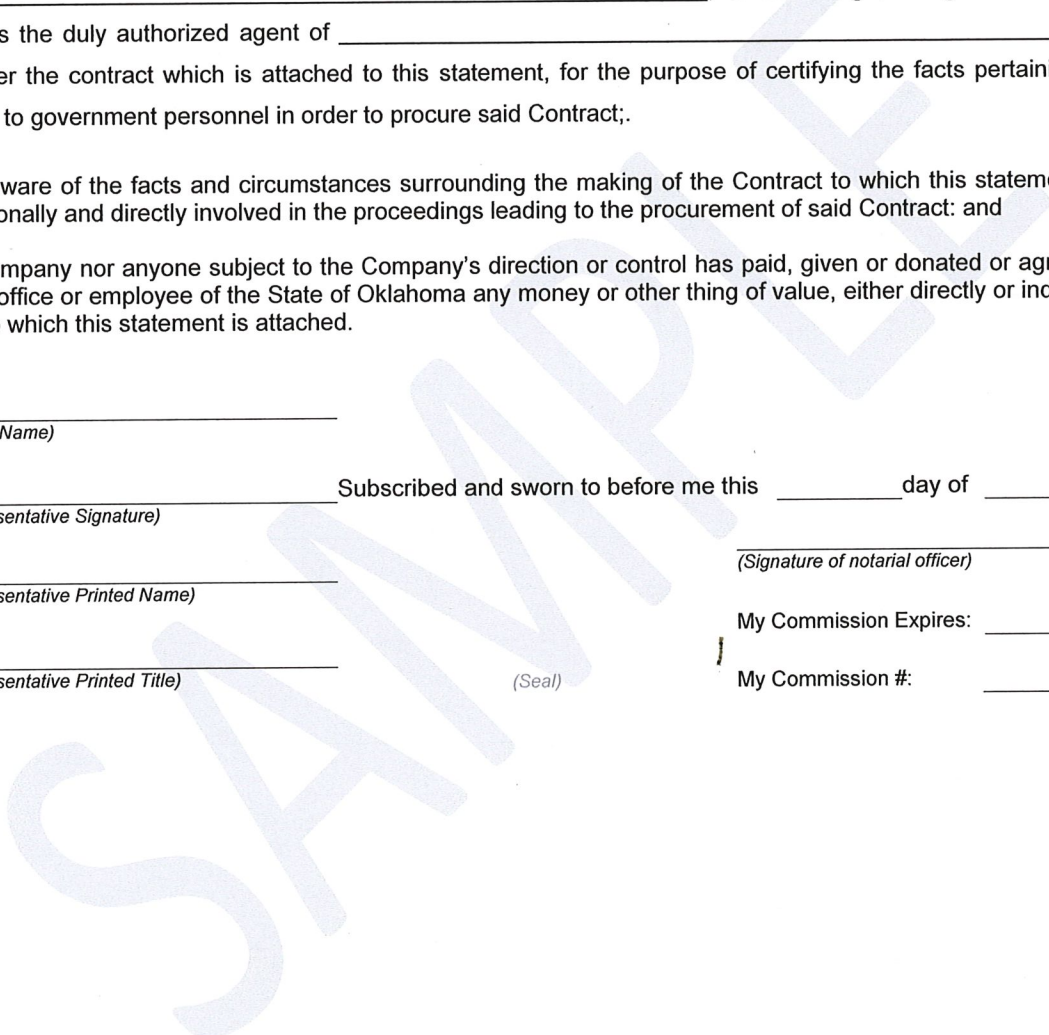 s the duly authorized agent of
er the contract which is attached to this statement, for the purpose of certifying the facts pertaini
to government personnel in order to procure said Contract;.
ware of the facts and circumstances surrounding the making of the Contract to which this stateme
onally and directly involved in the proceedings leading to the procurement of said Contract: and
mpany nor anyone subject to the Company's direction or control has paid, given or donated or agr
office or employee of the State of Oklahoma any money or other thing of value, either directly or ind
which this statement is attached.
Name)
Subscribed and sworn to before me this day of
sentative Signature)
(Signature of notarial officer)
sentative Printed Name)
My Commission Expires:
sentative Printed Title)
(Seal)
My Commission #:
SAMPLE